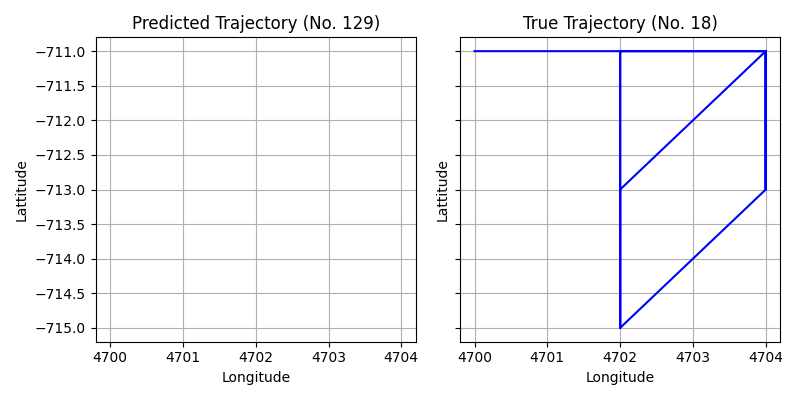 Predicted Trajectory (No. 129)
True Trajectory (No. 18)
−711.0
−711.5
−712.0
−712.5
−713.0
−713.5
−714.0
−714.5
−715.0
Lattitude
Lattitude
4700 4701 4702 4703 4704
4700 4701 4702 4703 4704
Longitude
Longitude